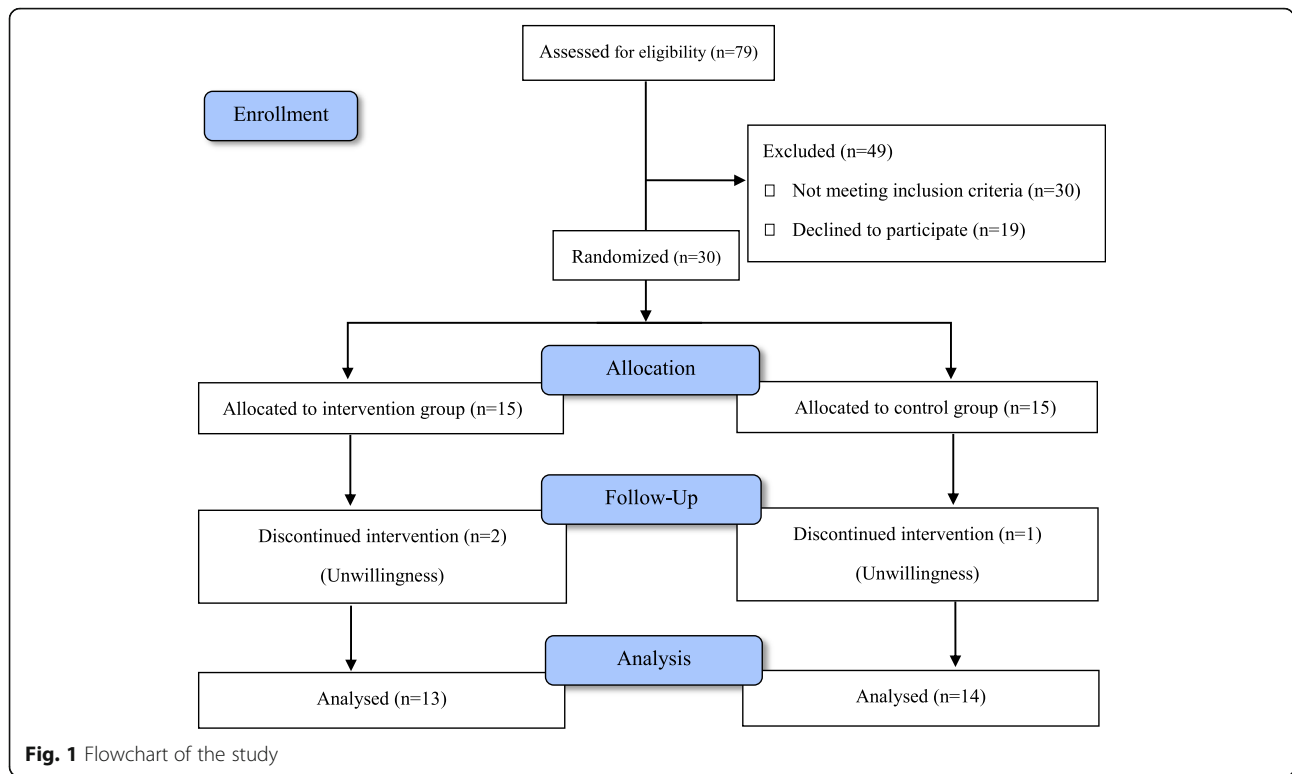 Assessed for eligibility (n=79)
Enrollment
Excluded (n=49)
□ Not meeting inclusion criteria (n=30)
□ Declined to participate (n=19)
Randomized (n=30)
Allocation
Allocated to intervention group (n=15)
Allocated to control group (n=15)
Follow-Up
Discontinued intervention (n=2)
(Unwillingness)
Discontinued intervention (n=1)
(Unwillingness)
Analysis
Analysed (n=13)
Analysed (n=14)
Fig. 1 Flowchart of the study